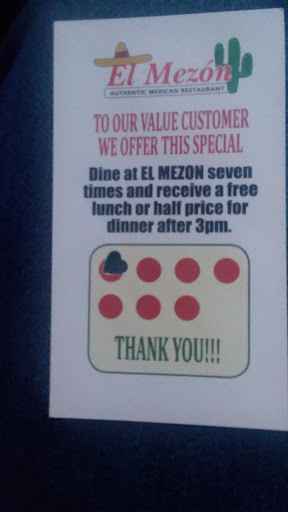 El Mezón
AUTHENTIC MEXICAN RESTAURANT
TO OUR VALUE CUSTOMER
WE OFFER THIS SPECIAL
Dine at EL MEZON seven
times and receive a free
lunch or half price for
dinner after 3pm.
THANK YOU!!!